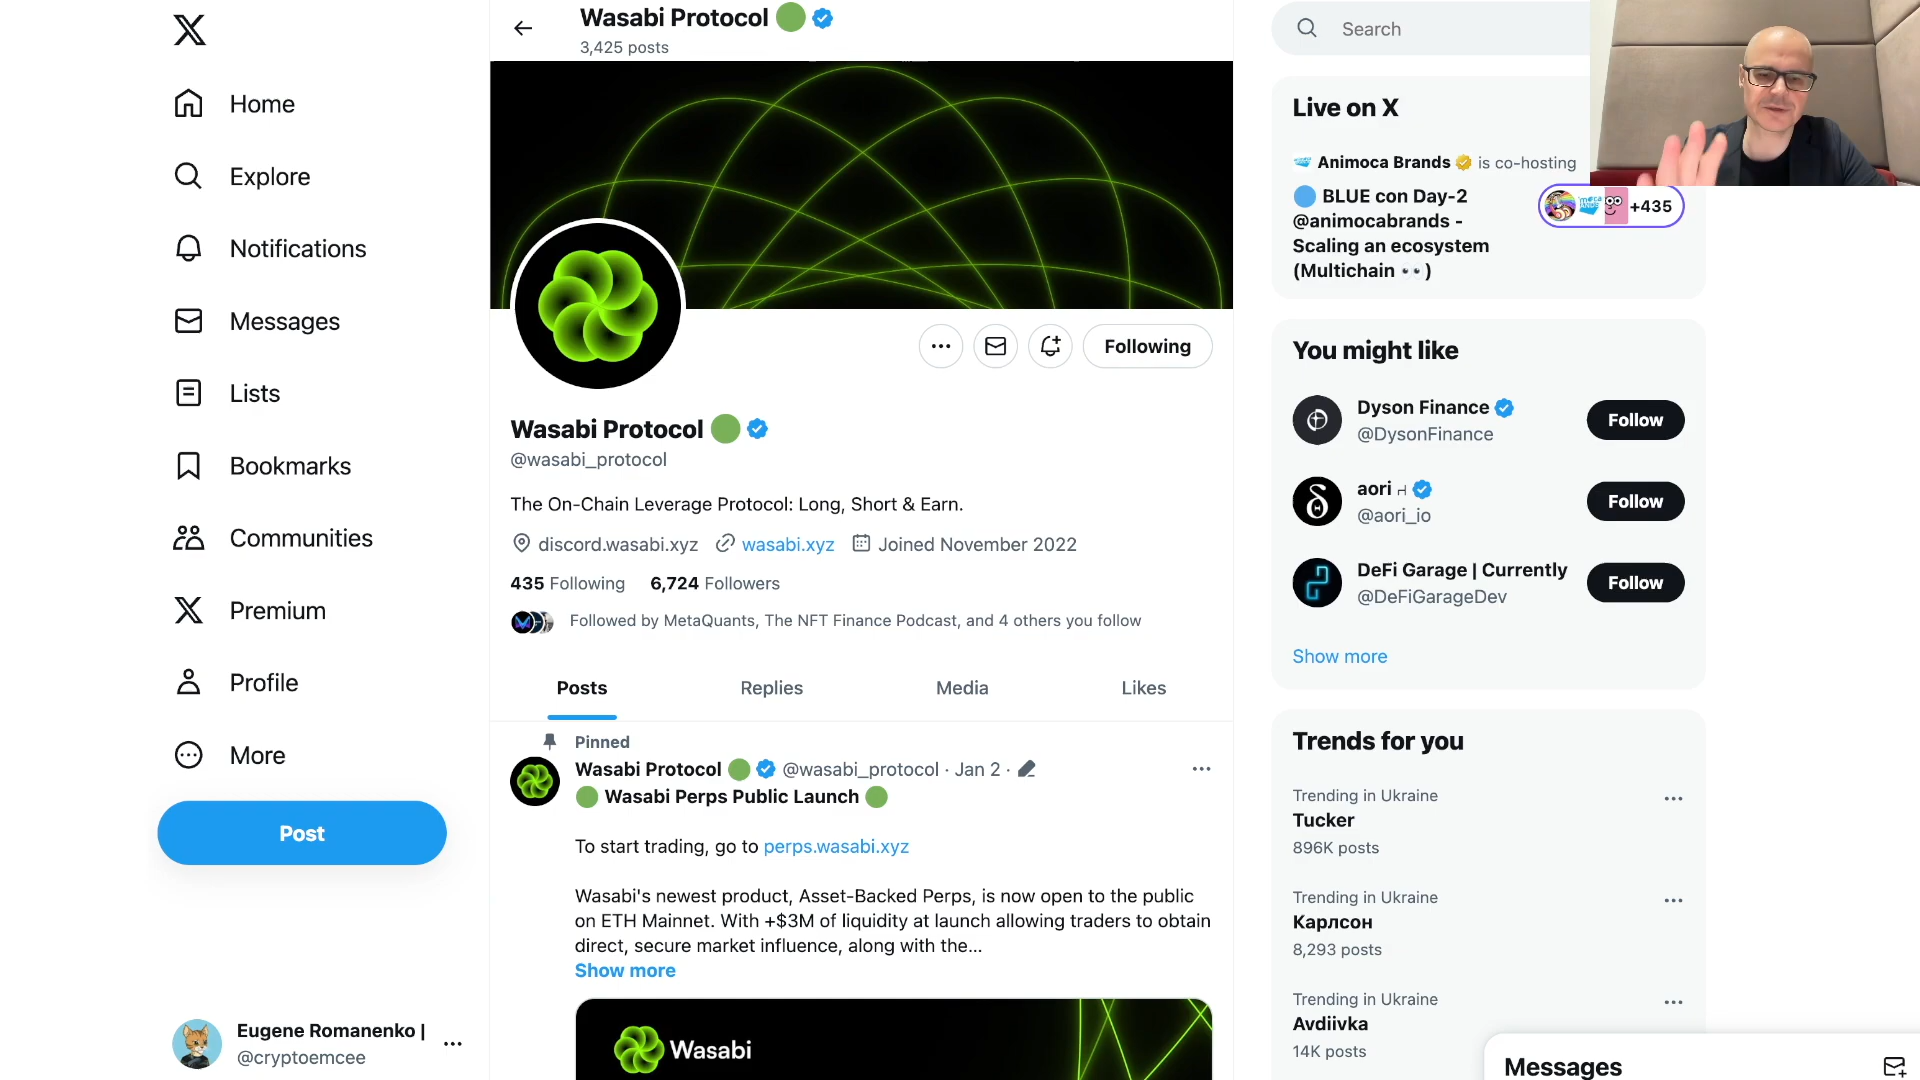 Home
Explore
Notifications
Messages
Lists
Bookmarks
Communities
Premium
Profile
More
Post
Eugene Romanenko |
@cryptoemcee
Wasabi Protocol
3,425 posts
Following
Wasabi Protocol
@wasabi_protocol
The On-Chain Leverage Protocol: Long, Short & Earn.
discord.wasabi.xyz wasabi.xyz Joined November 2022
435 Following 6,724 Followers
Followed by MetaQuants, The NFT Finance Podcast, and 4 others you follow
Posts Replies Media Likes
Pinned
Wasabi Protocol @wasabi_protocol · Jan 2 ·
Wasabi Perps Public Launch
To start trading, go to perps.wasabi.xyz
Wasabi's newest product, Asset-Backed Perps, is now open to the public
on ETH Mainnet. With +$3M of liquidity at launch allowing traders to obtain
direct, secure market influence, along with the...
Show more
Wasabi
Search
Live on X
Animoca Brands is co-hosting
BLUE con Day-2
@animocabrands -
Scaling an ecosystem
(Multichain 👀)
+435
You might like
Dyson Finance
@DysonFinance
Follow
aori
@aori_io
Follow
DeFi Garage | Currently
@DeFiGarageDev
Follow
Show more
Trends for you
Trending in Ukraine
Tucker
896K posts
Trending in Ukraine
Карлсон
8,293 posts
Trending in Ukraine
Avdiivka
14K posts
Messages